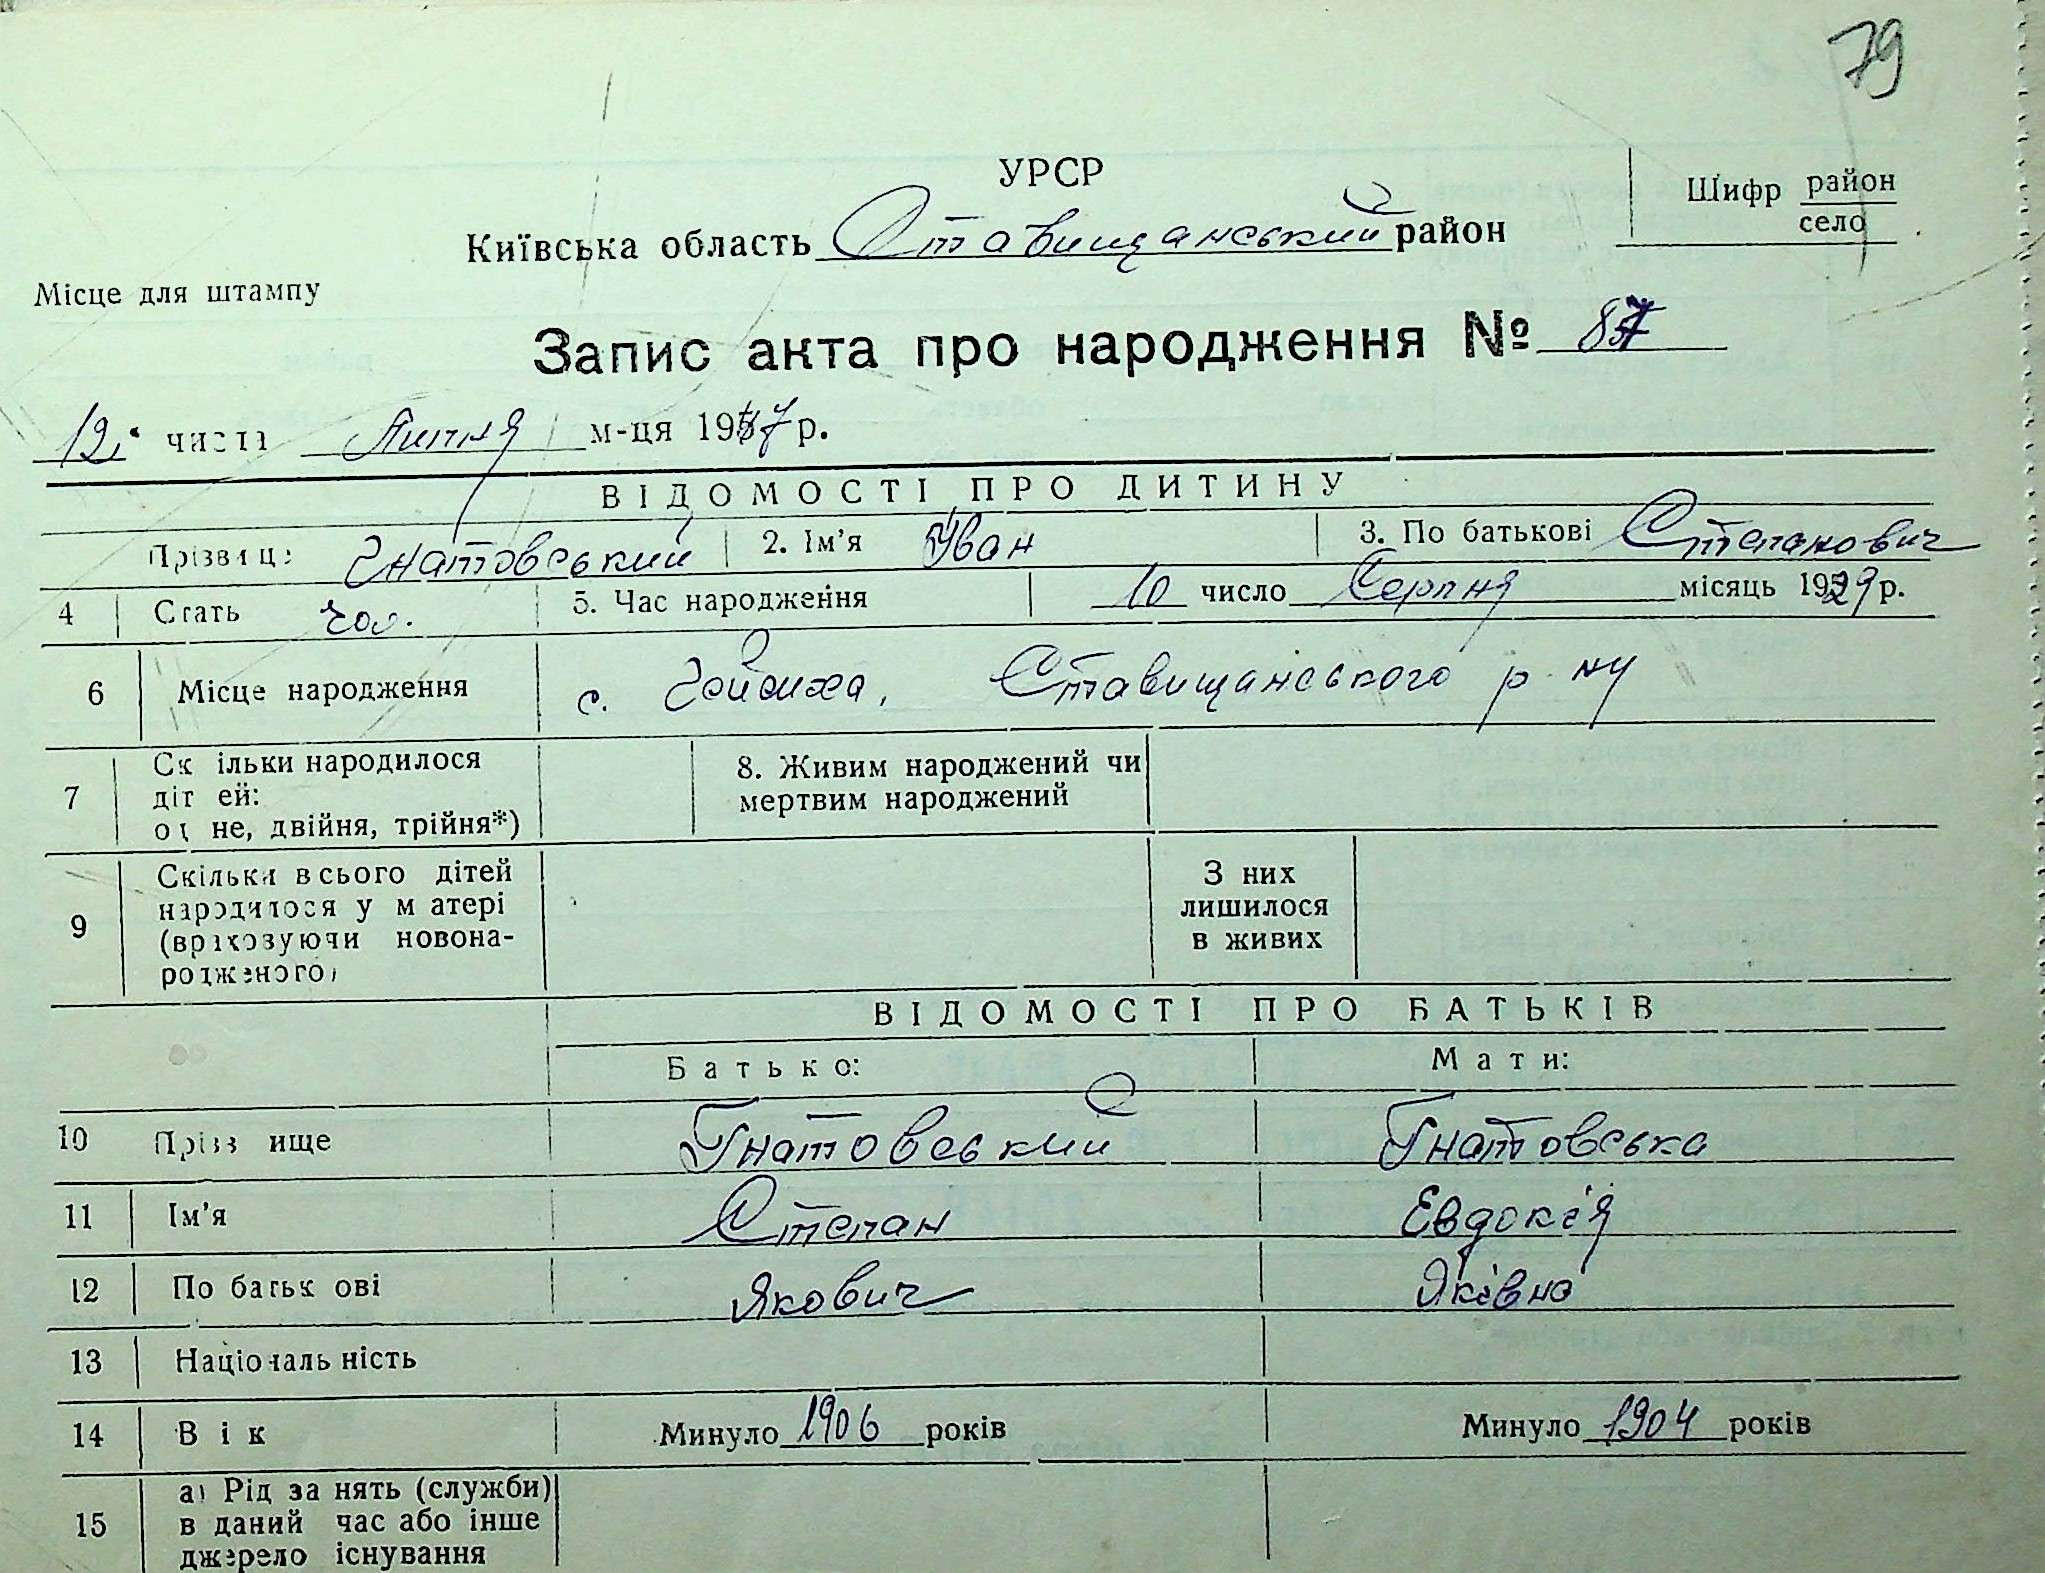 79
УРСР
Київська область Ставищанський район
Шифр район
село
Місце для штампу
Запис акта про народження № 87
12 числа Липня м-ця 1957 р.
ВІДОМОСТІ ПРО ДИТИНУ
Прізвище Гнатовський 2. Ім'я Іван 3. По батькові Степанович
4 Стать чол. 5. Час народження 10 число Серпня місяць 1929 р.
6 Місце народження с. Гейсиха, Ставищанського р-ну
7 Скільки народилося дітей: одне, двійня, трійня*) 8. Живим народжений чи мертвим народжений
9 Скільки всього дітей народилося у матері (враховуючи новонародженого) З них лишилося в живих
ВІДОМОСТІ ПРО БАТЬКІВ
Батько: Мати:
10 Прізвище Гнатовський Гнатовська
11 Ім'я Степан Евдокія
12 По батькові Якович Яківна
13 Національність
14 Вік Минуло 1906 років Минуло 1904 років
15 а) Рід занять (служби) в даний час або інше джерело існування